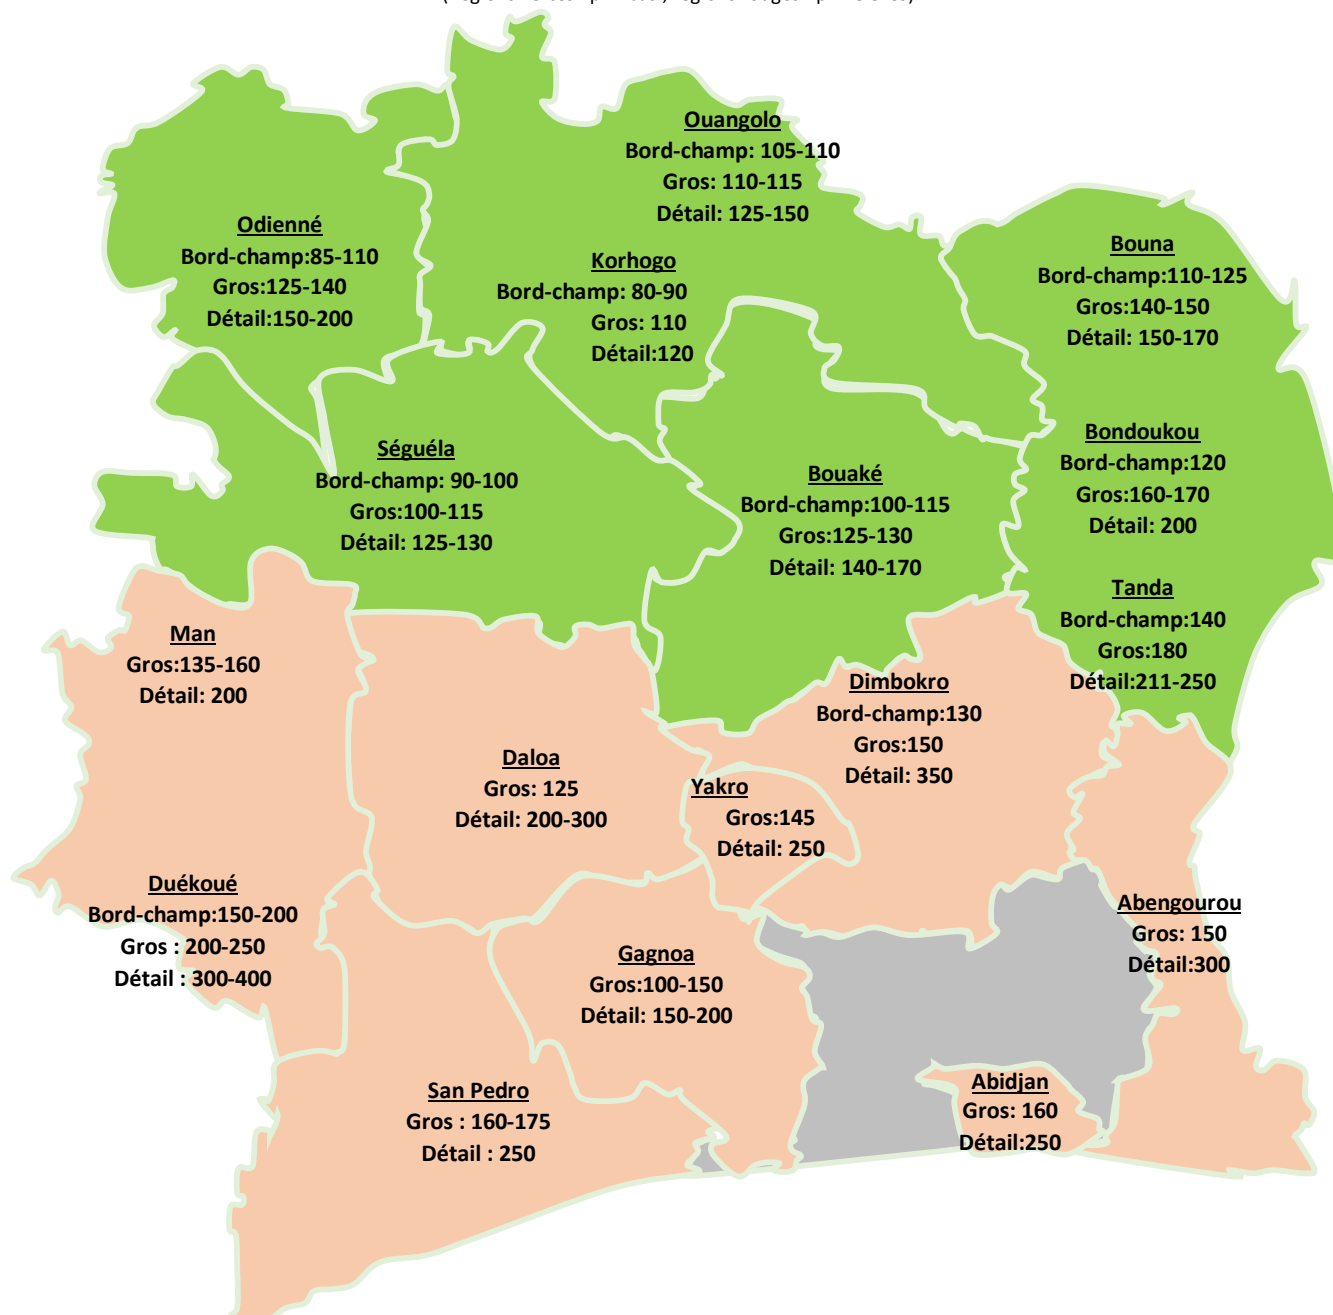 Ouangolo
Bord-champ: 105-110
Gros: 110-115
Détail: 125-150
Odienné
Bord-champ:85-110
Gros:125-140
Détail:150-200
Korhogo
Bord-champ: 80-90
Gros: 110
Détail:120
Bouna
Bord-champ:110-125
Gros:140-150
Détail: 150-170
Séguéla
Bord-champ: 90-100
Gros:100-115
Détail: 125-130
Bouaké
Bord-champ:100-115
Gros:125-130
Détail: 140-170
Bondoukou
Bord-champ:120
Gros:160-170
Détail: 200
Tanda
Bord-champ:140
Gros:180
Détail:211-250
Man
Gros:135-160
Détail: 200
Dimbokro
Bord-champ:130
Gros:150
Détail: 350
Daloa
Gros: 125
Détail: 200-300
Yakro
Gros:145
Détail: 250
Duékoué
Bord-champ:150-200
Gros : 200-250
Détail : 300-400
Gagnoa
Gros:100-150
Détail: 150-200
Abengourou
Gros: 150
Détail:300
San Pedro
Gros : 160-175
Détail : 250
Abidjan
Gros: 160
Détail:250